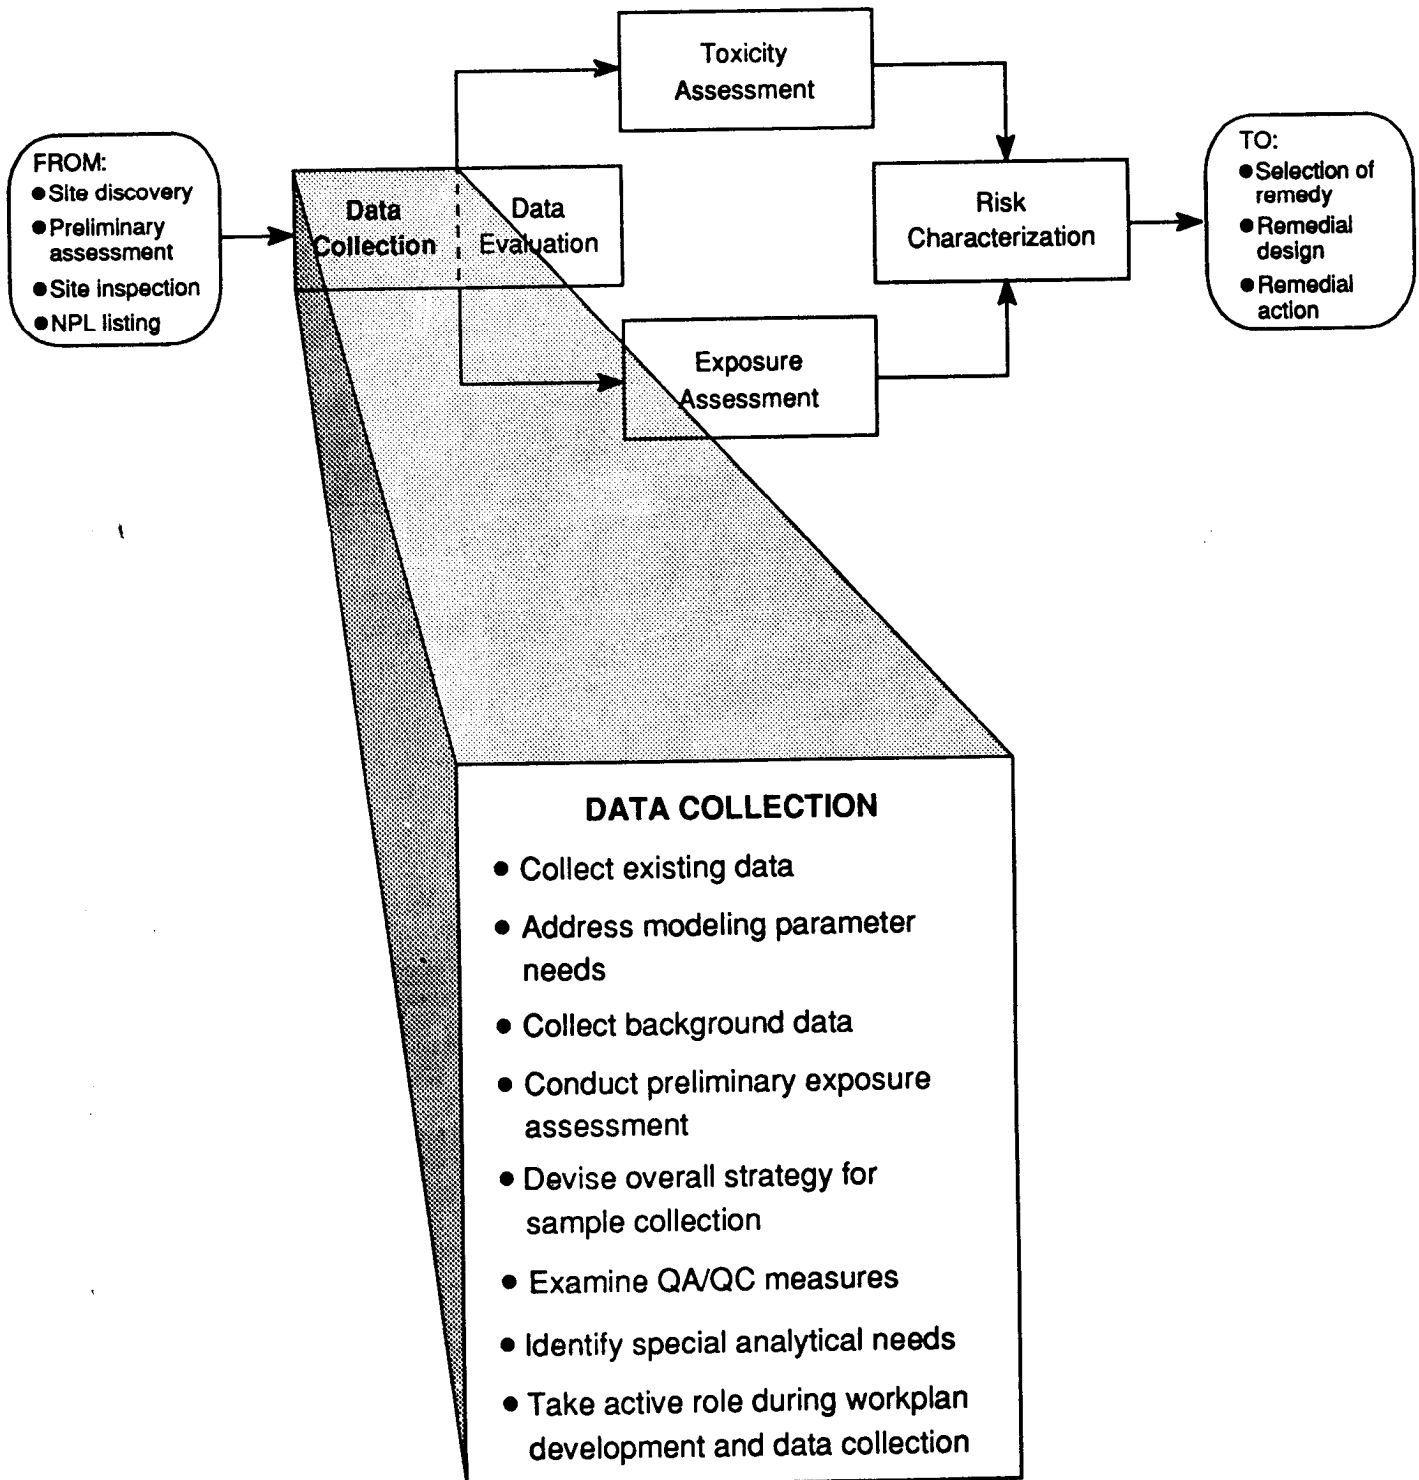 Toxicity
Assessment
FROM:
● Site discovery
● Preliminary
assessment
● Site inspection
● NPL listing
Data
Collection
Data
Evaluation
Exposure
Assessment
Risk
Characterization
TO:
● Selection of
remedy
● Remedial
design
● Remedial
action
DATA COLLECTION
● Collect existing data
● Address modeling parameter
needs
● Collect background data
● Conduct preliminary exposure
assessment
● Devise overall strategy for
sample collection
● Examine QA/QC measures
● Identify special analytical needs
● Take active role during workplan
development and data collection